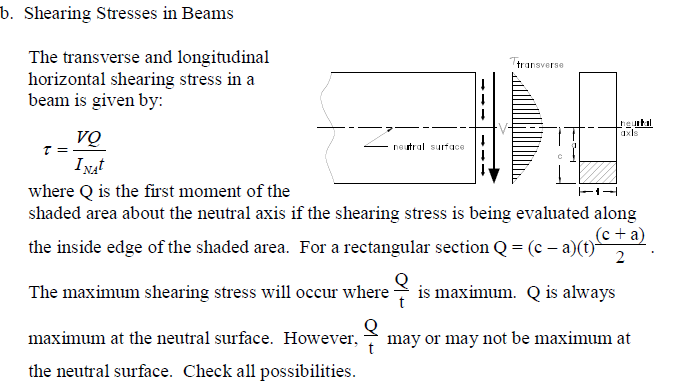 b. Shearing Stresses in Beams
The transverse and longitudinal
horizontal shearing stress in a
beam is given by:
τ = VQ / I_NA t
τtransverse
V
neutral surface
neutral
axis
a
c
t
where Q is the first moment of the
shaded area about the neutral axis if the shearing stress is being evaluated along
the inside edge of the shaded area. For a rectangular section Q = (c – a)(t) (c + a) / 2 .
The maximum shearing stress will occur where Q / t is maximum. Q is always
maximum at the neutral surface. However, Q / t may or may not be maximum at
the neutral surface. Check all possibilities.